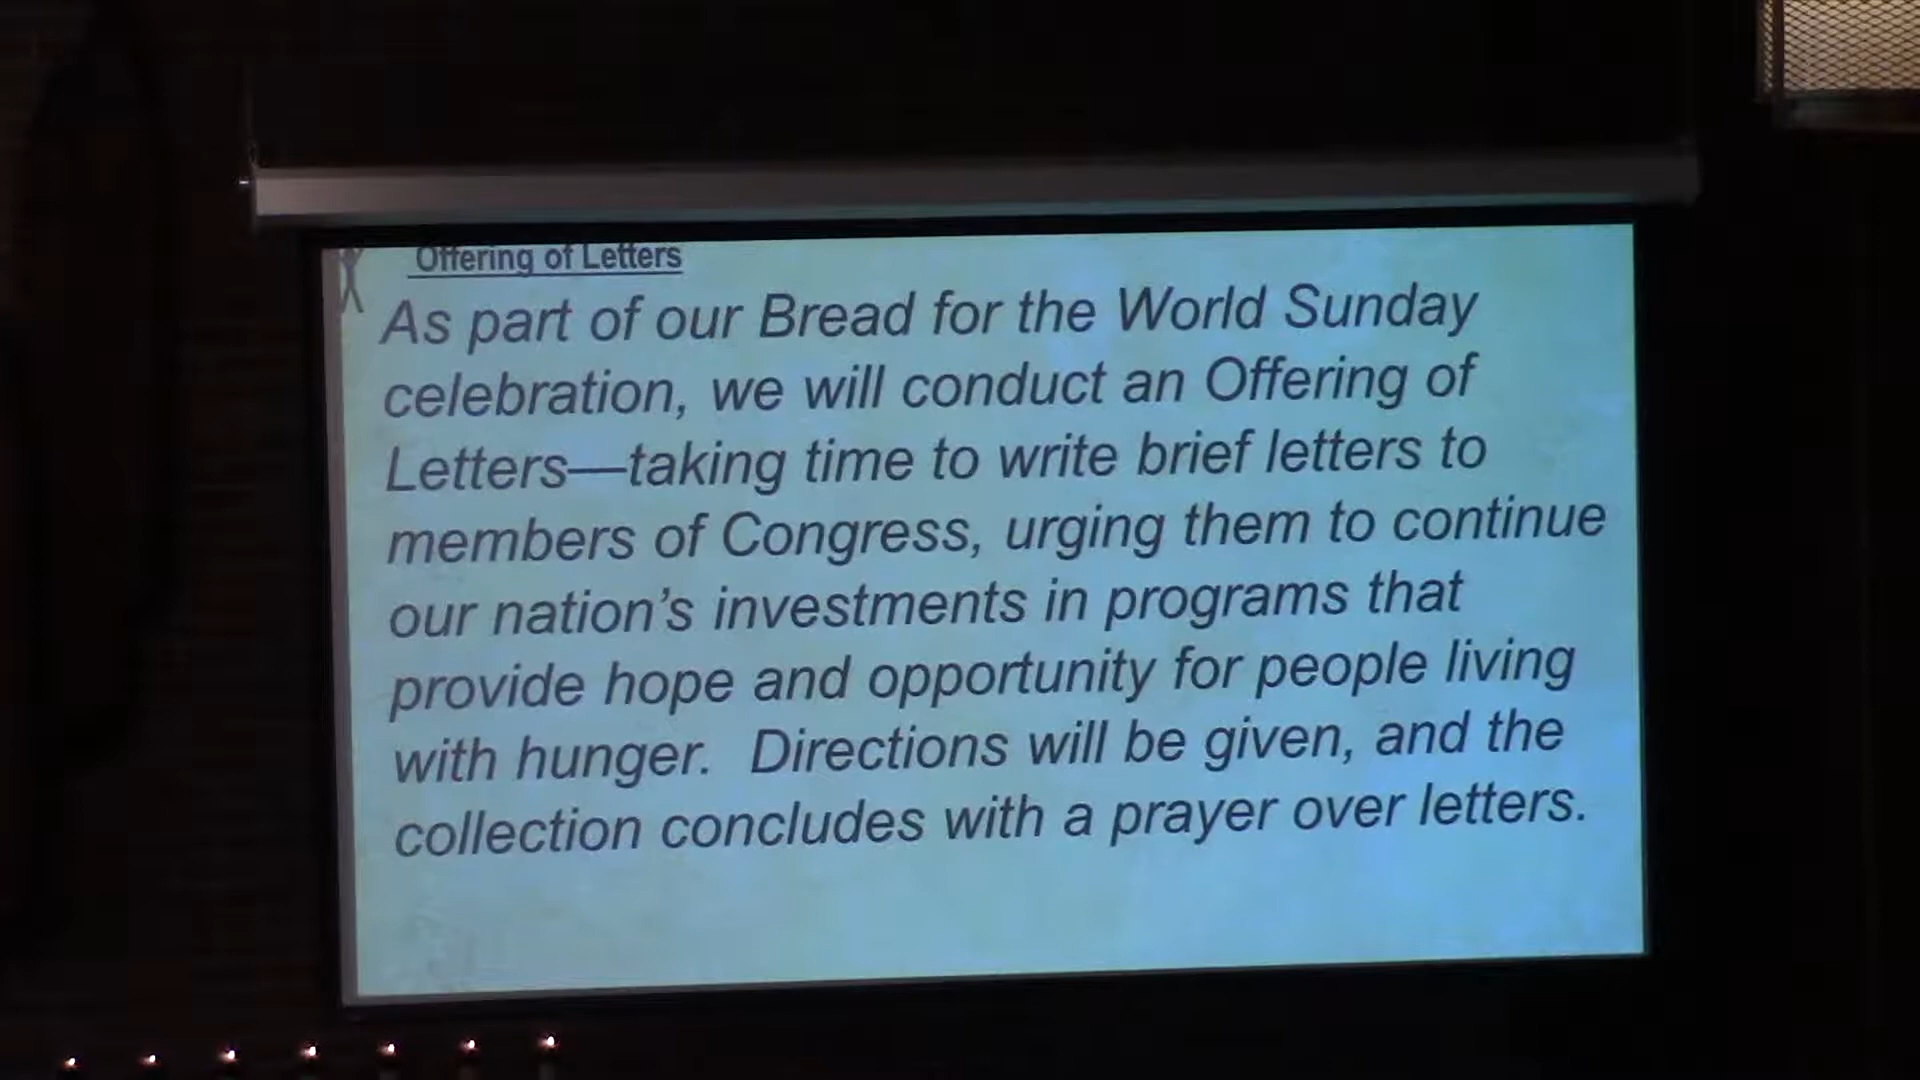 Offering of Letters
As part of our Bread for the World Sunday
celebration, we will conduct an Offering of
Letters—taking time to write brief letters to
members of Congress, urging them to continue
our nation’s investments in programs that
provide hope and opportunity for people living
with hunger.  Directions will be given, and the
collection concludes with a prayer over letters.